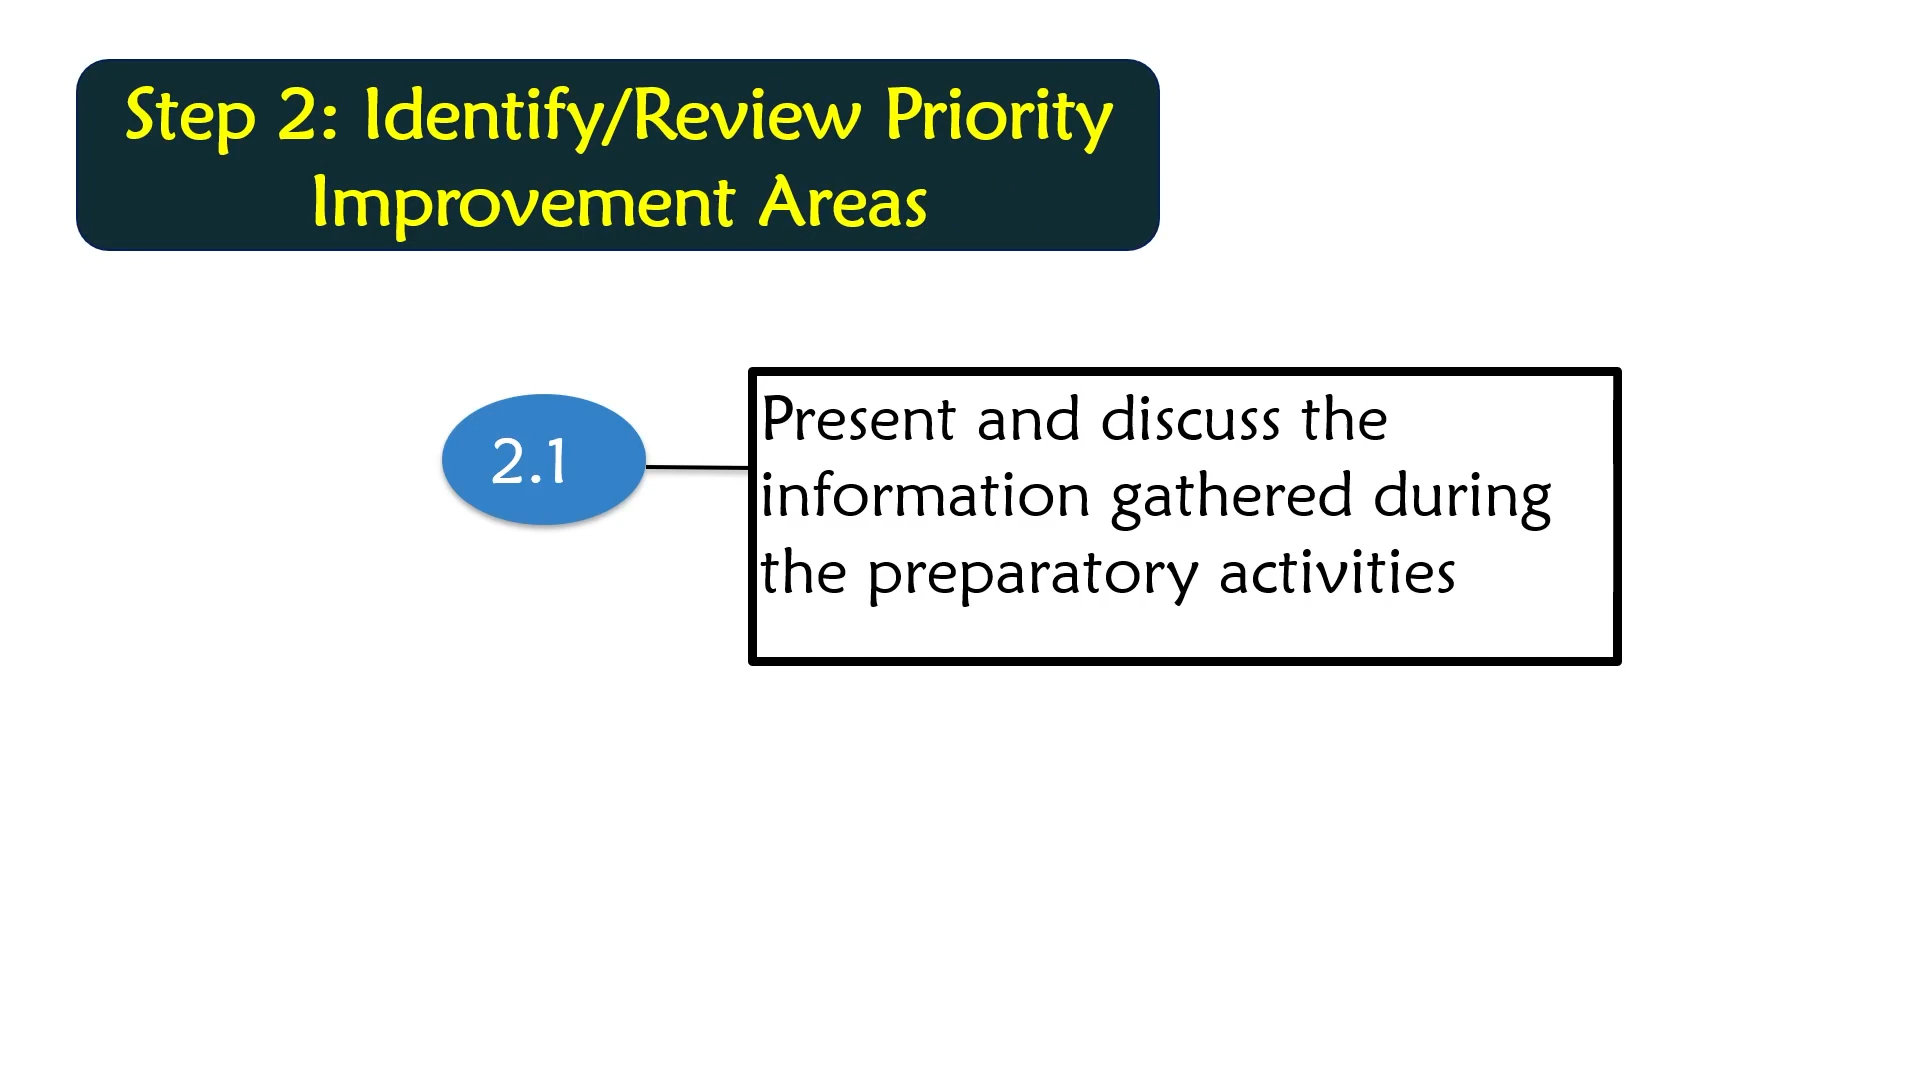 Step 2: Identify/Review Priority
Improvement Areas
2.1
Present and discuss the
information gathered during
the preparatory activities